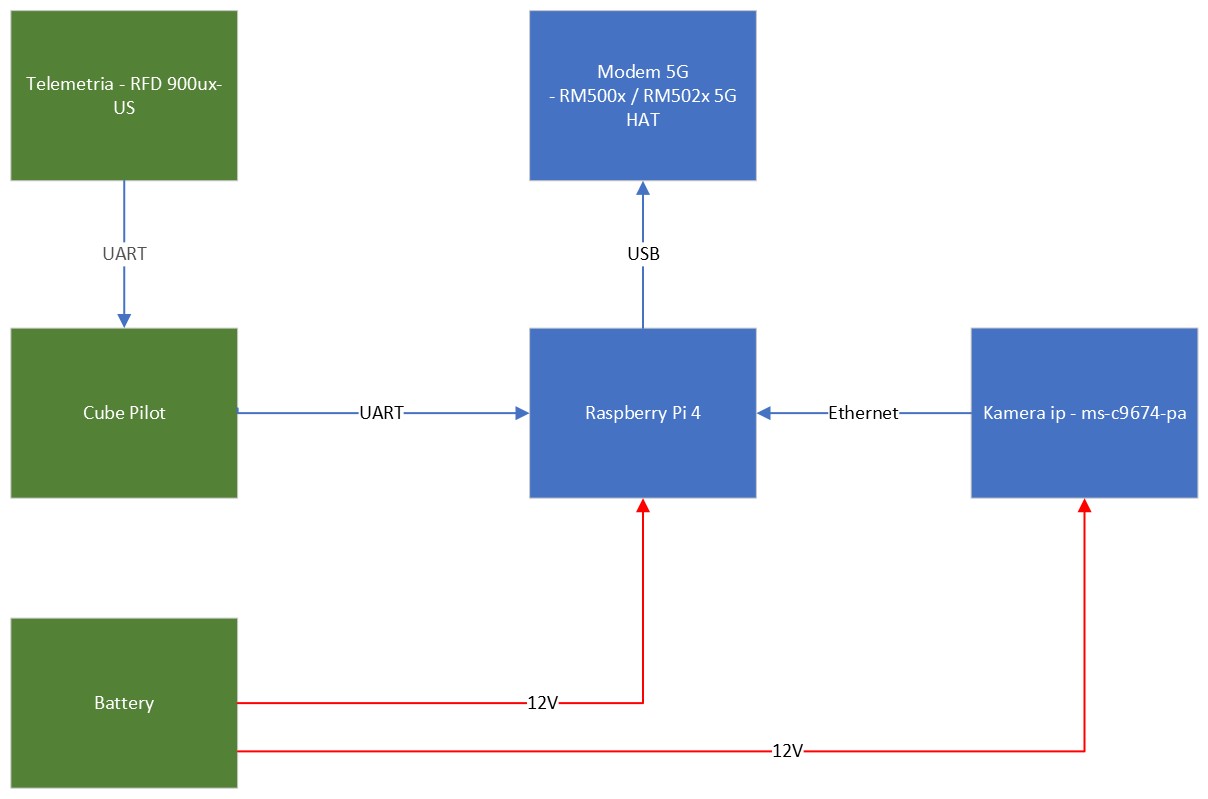 Telemetria - RFD 900ux-
US
Modem 5G
- RM500x / RM502x 5G
HAT
UART
USB
Cube Pilot
UART
Raspberry Pi 4
Ethernet
Kamera ip - ms-c9674-pa
Battery
12V
12V